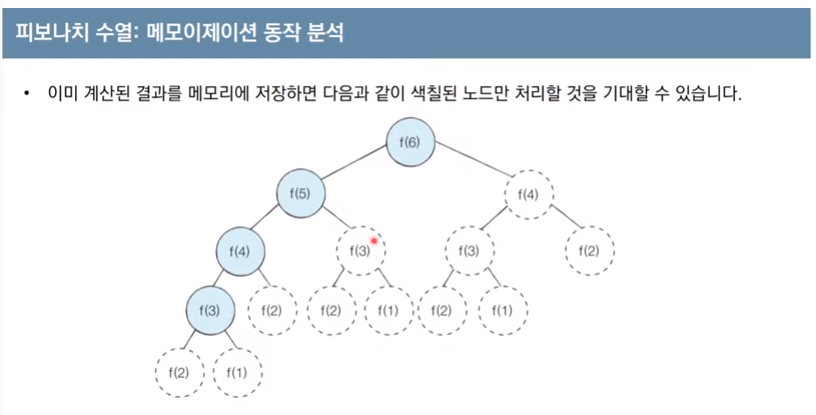 피보나치 수열: 메모이제이션 동작 분석
• 이미 계산된 결과를 메모리에 저장하면 다음과 같이 색칠된 노드만 처리할 것을 기대할 수 있습니다.
f(6)
f(5) f(4)
f(4) f(3) f(3) f(2)
f(3) f(2) f(2) f(1) f(2) f(1)
f(2) f(1)